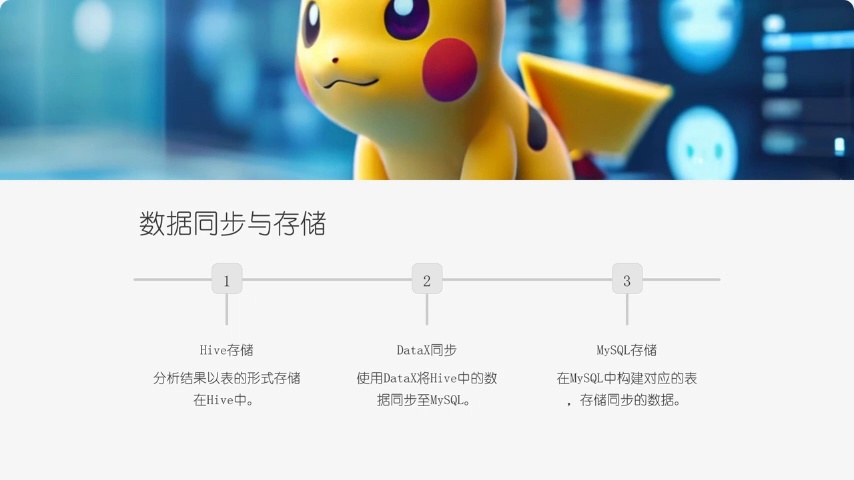 数据同步与存储
1
2
3
Hive存储
DataX同步
MySQL存储
分析结果以表的形式存储
在Hive中。
使用DataX将Hive中的数
据同步至MySQL。
在MySQL中构建对应的表
，存储同步的数据。